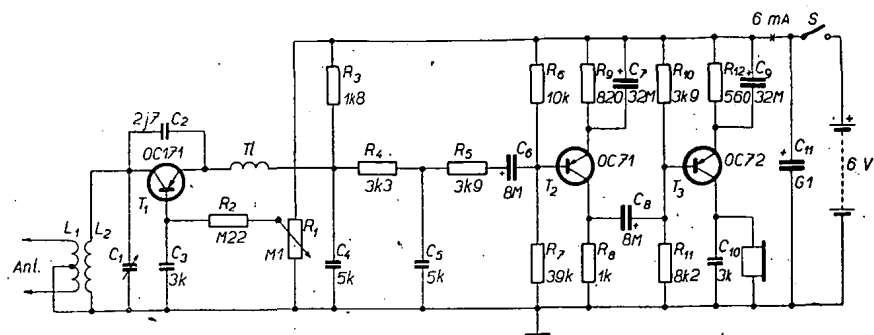 6 mA
S
R3
1k8
R6
10k
R9
820
+
C7
32M
R10
3k9
R12
560
+
C9
32M
2j7
C2
OC171
T1
Tl
R4
3k3
R5
3k9
C6
+
8M
T2
OC71
T3
OC72
+
C11
G1
+
6 V
-
L1
L2
Ant.
C1
C3
3k
R2
M22
R1
M1
C4
5k
C5
5k
R7
39k
R8
1k
C8
+
8M
R11
8k2
C10
3k